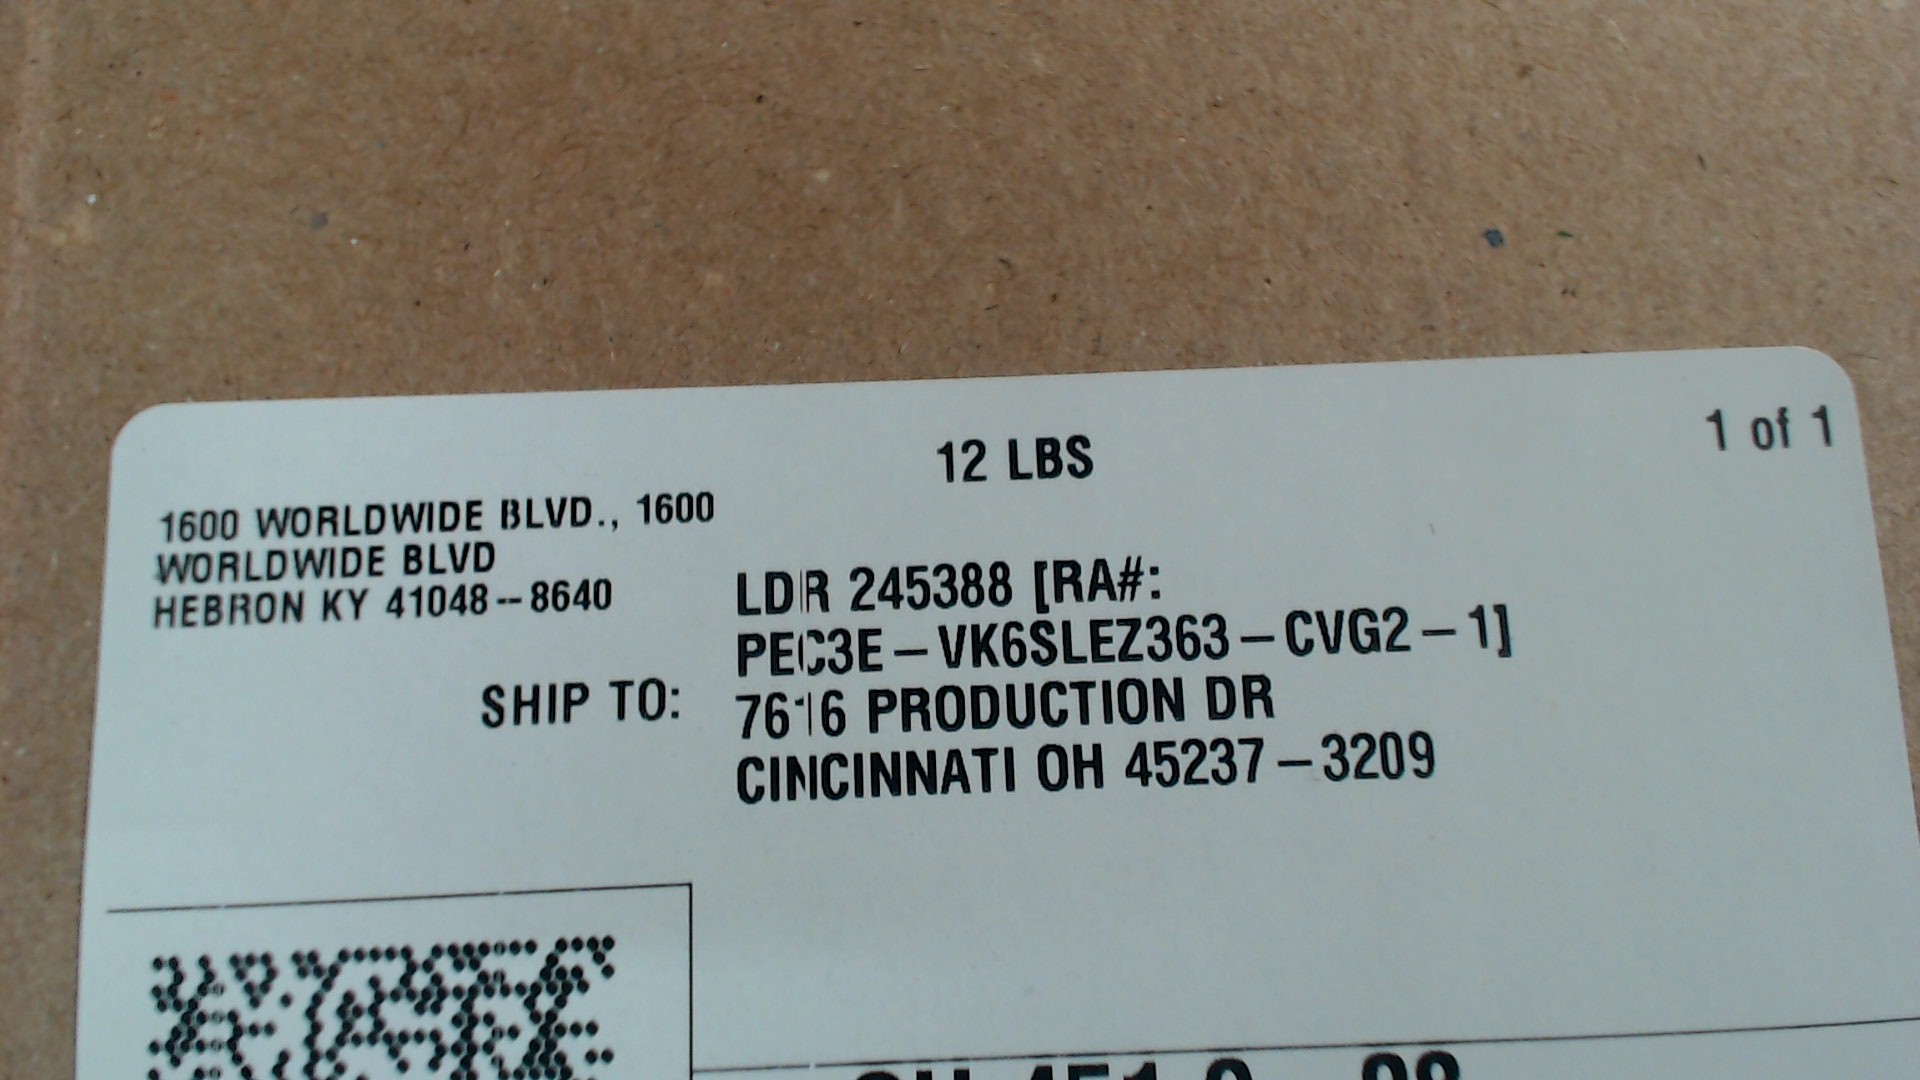 12 LBS
1 of 1
1600 WORLDWIDE BLVD., 1600
WORLDWIDE BLVD
HEBRON KY 41048--8640
LDR 245388 [RA#:
PEC3E-VK6SLEZ363-CVG2-1]
SHIP TO: 7616 PRODUCTION DR
CINCINNATI OH 45237-3209